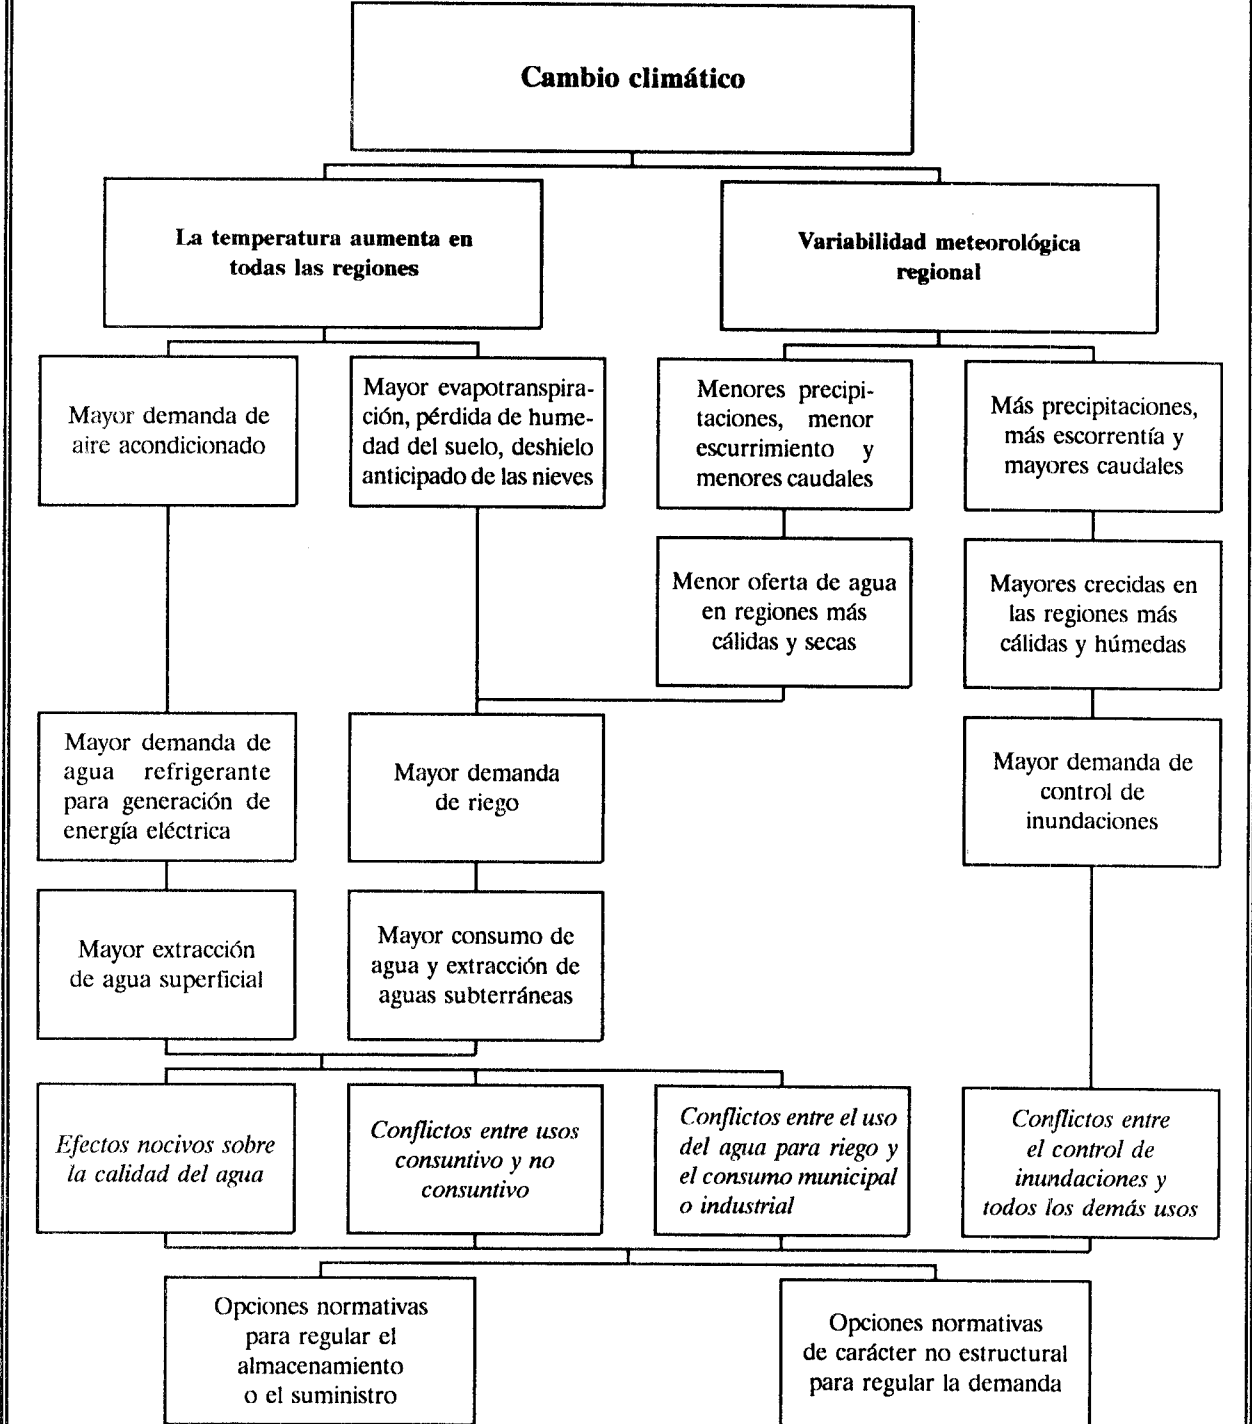 Cambio climático
La temperatura aumenta en
todas las regiones
Variabilidad meteorológica
regional
Mayor demanda de
aire acondicionado
Mayor evapotranspira-
ción, pérdida de hume-
dad del suelo, deshielo
anticipado de las nieves
Menores precipi-
taciones, menor
escurrimiento y
menores caudales
Más precipitaciones,
más escorrentía y
mayores caudales
Menor oferta de agua
en regiones más
cálidas y secas
Mayores crecidas en
las regiones más
cálidas y húmedas
Mayor demanda de
agua refrigerante
para generación de
energía eléctrica
Mayor demanda
de riego
Mayor demanda de
control de
inundaciones
Mayor extracción
de agua superficial
Mayor consumo de
agua y extracción de
aguas subterráneas
Efectos nocivos sobre
la calidad del agua
Conflictos entre usos
consuntivo y no
consuntivo
Conflictos entre el uso
del agua para riego y
el consumo municipal
o industrial
Conflictos entre
el control de
inundaciones y
todos los demás usos
Opciones normativas
para regular el
almacenamiento
o el suministro
Opciones normativas
de carácter no estructural
para regular la demanda